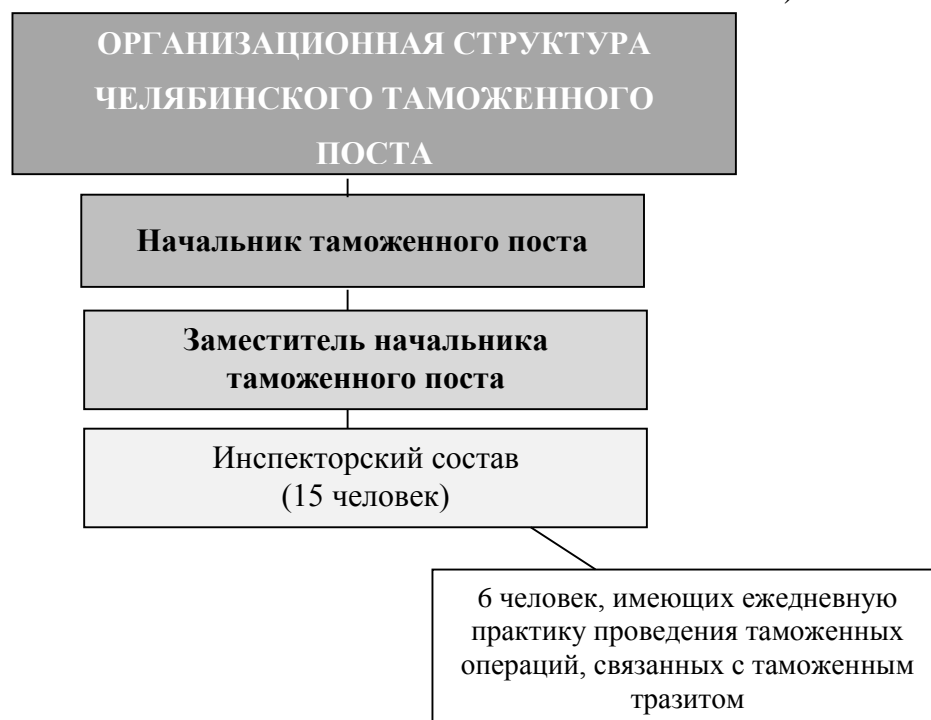 ОРГАНИЗАЦИОННАЯ СТРУКТУРА
ЧЕЛЯБИНСКОГО ТАМОЖЕННОГО
ПОСТА
Начальник таможенного поста
Заместитель начальника
таможенного поста
Инспекторский состав
(15 человек)
6 человек, имеющих ежедневную
практику проведения таможенных
операций, связанных с таможенным
тразитом